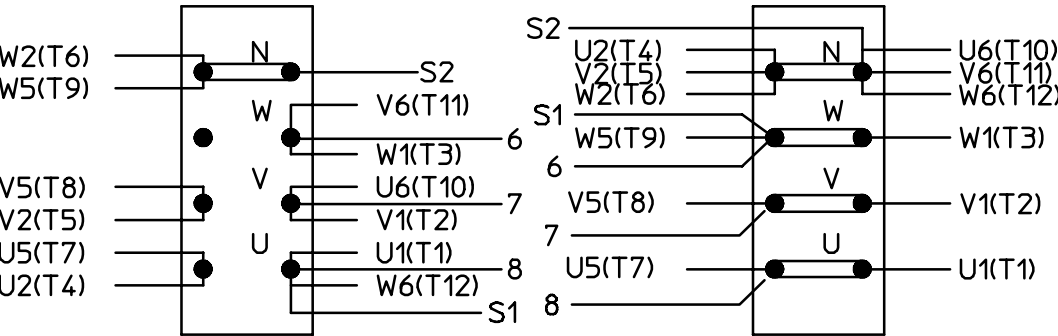 W2(T6)
W5(T9)
N
S2
W
V6(T11)
6
W1(T3)
V5(T8)
V2(T5)
V
U6(T10)
7
V1(T2)
U5(T7)
U2(T4)
U
U1(T1)
8
W6(T12)
S1
S2
U2(T4)
V2(T5)
W2(T6)
N
U6(T10)
V6(T11)
W6(T12)
S1
W
W5(T9)
W1(T3)
6
V
V5(T8)
V1(T2)
7
U
U5(T7)
U1(T1)
8